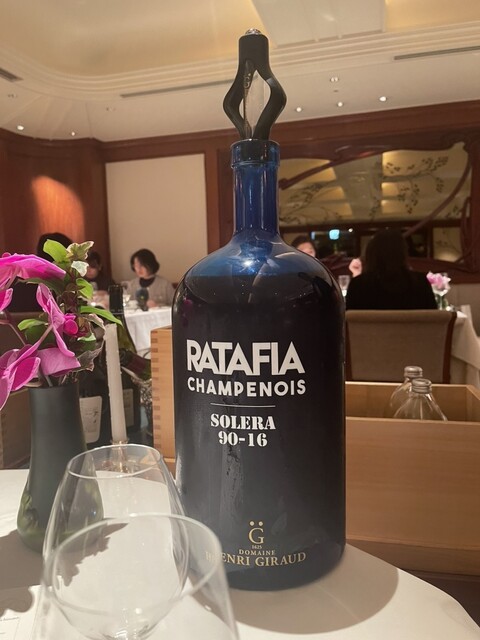 RATAFIA
CHAMPENOIS
SOLERA
90-16
G̈
1625
DOMAINE
HENRI GIRAUD